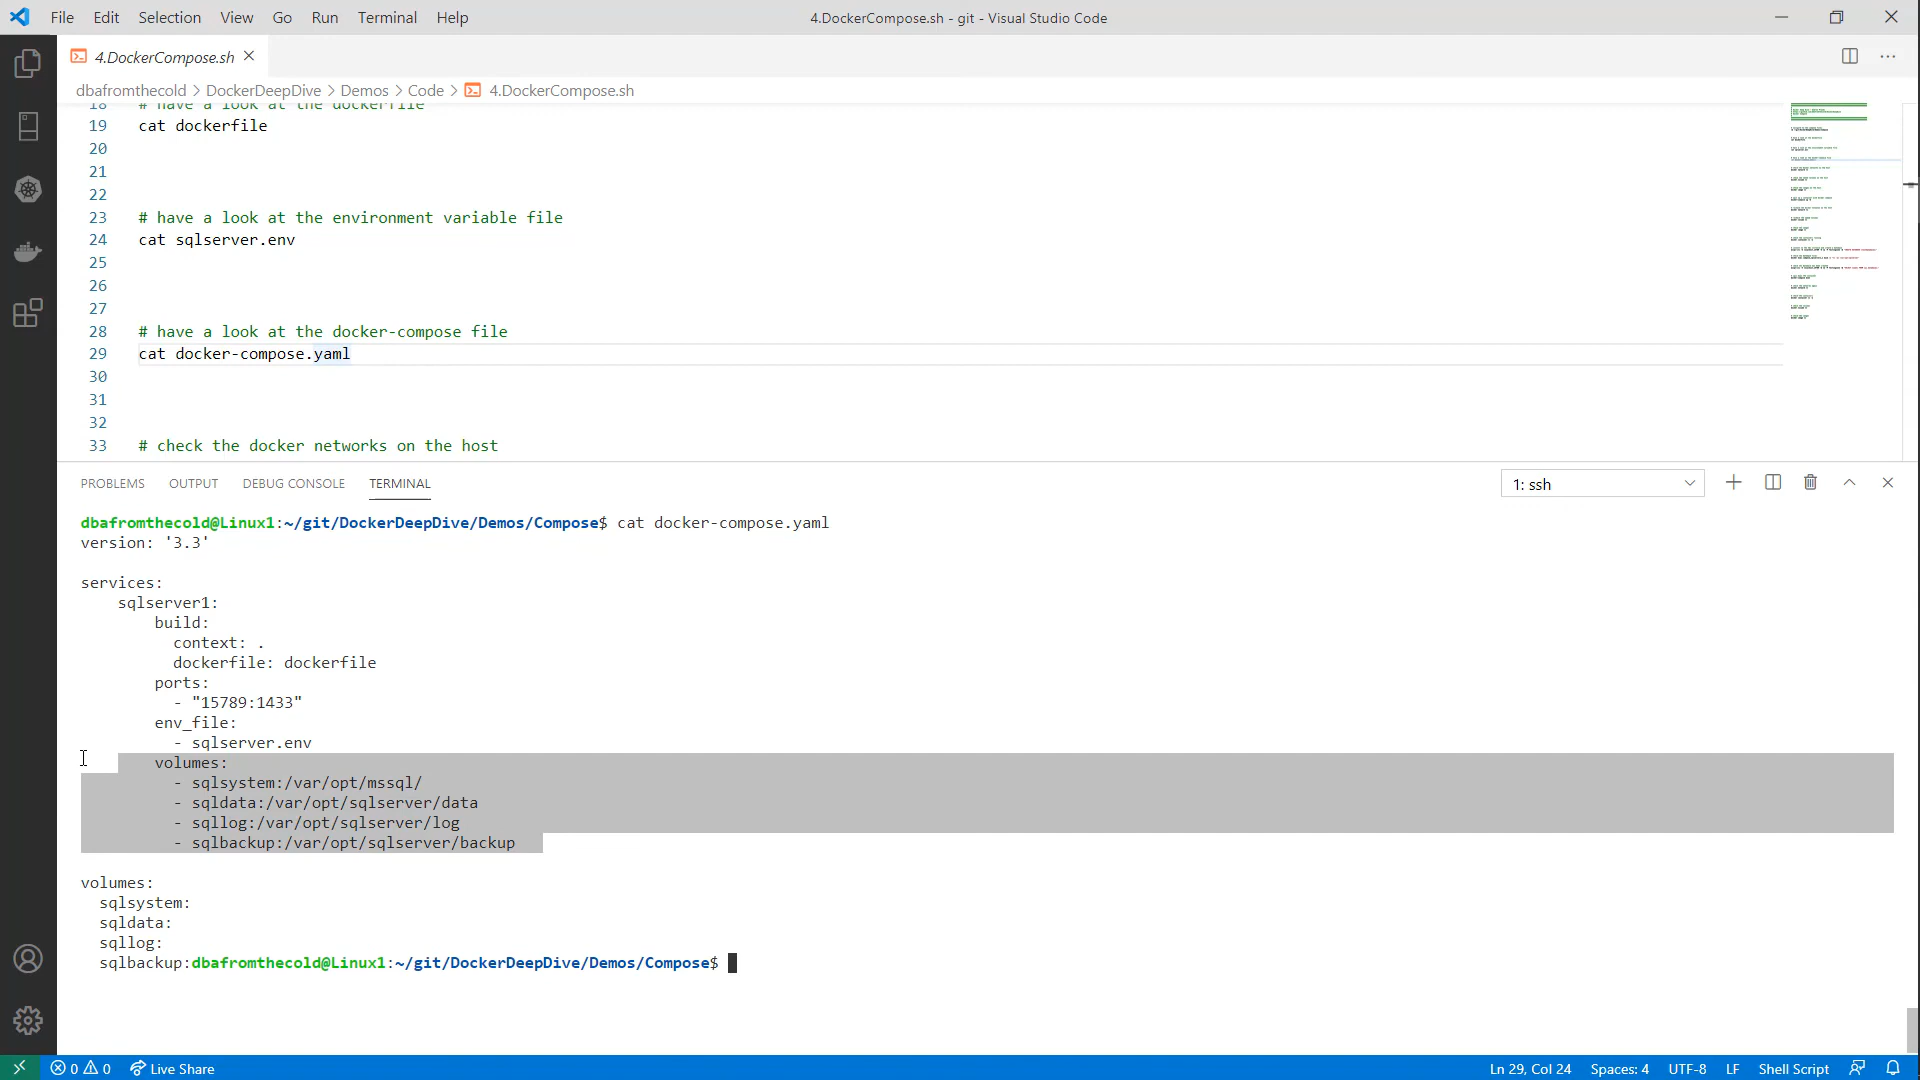 File Edit Selection View Go Run Terminal Help
4.DockerCompose.sh - git - Visual Studio Code
4.DockerCompose.sh
dbafromthecold > DockerDeepDive > Demos > Code > 4.DockerCompose.sh
18 # have a look at the dockerfile
19 cat dockerfile
20
21
22
23 # have a look at the environment variable file
24 cat sqlserver.env
25
26
27
28 # have a look at the docker-compose file
29 cat docker-compose.yaml
30
31
32
33 # check the docker networks on the host
PROBLEMS OUTPUT DEBUG CONSOLE TERMINAL
1: ssh
dbafromthecold@Linux1:~/git/DockerDeepDive/Demos/Compose$ cat docker-compose.yaml
version: '3.3'
services:
sqlserver1:
build:
context: .
dockerfile: dockerfile
ports:
- "15789:1433"
env_file:
- sqlserver.env
volumes:
- sqlsystem:/var/opt/mssql/
- sqldata:/var/opt/sqlserver/data
- sqllog:/var/opt/sqlserver/log
- sqlbackup:/var/opt/sqlserver/backup
volumes:
sqlsystem:
sqldata:
sqllog:
sqlbackup:dbafromthecold@Linux1:~/git/DockerDeepDive/Demos/Compose$
0 0 Live Share
Ln 29, Col 24 Spaces: 4 UTF-8 LF Shell Script